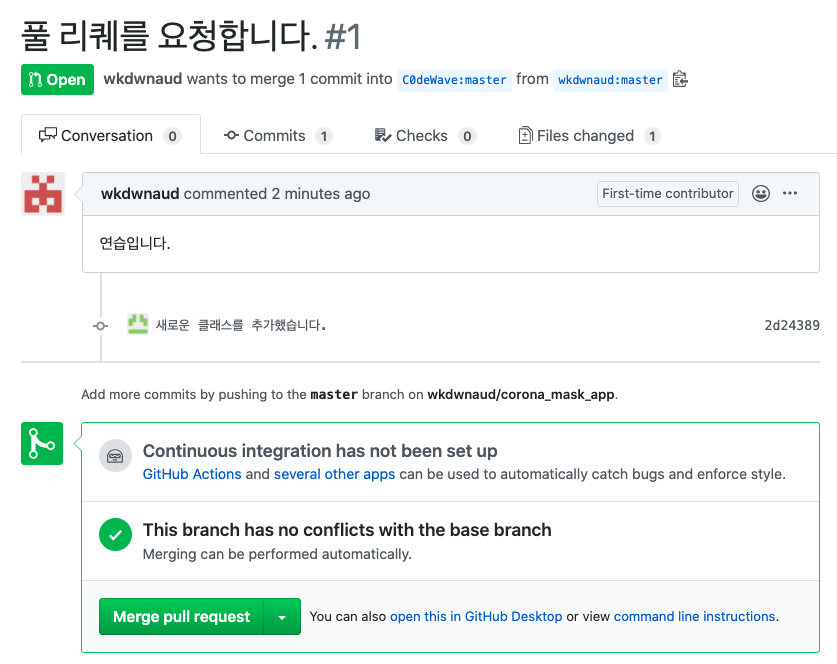 풀 리퀘를 요청합니다. #1
Open wkdwnaud wants to merge 1 commit into C0deWave:master from wkdwnaud:master
Conversation 0 Commits 1 Checks 0 Files changed 1
wkdwnaud commented 2 minutes ago First-time contributor
연습입니다.
새로운 클래스를 추가했습니다. 2d24389
Add more commits by pushing to the master branch on wkdwnaud/corona_mask_app.
Continuous integration has not been set up
GitHub Actions and several other apps can be used to automatically catch bugs and enforce style.
This branch has no conflicts with the base branch
Merging can be performed automatically.
Merge pull request You can also open this in GitHub Desktop or view command line instructions.